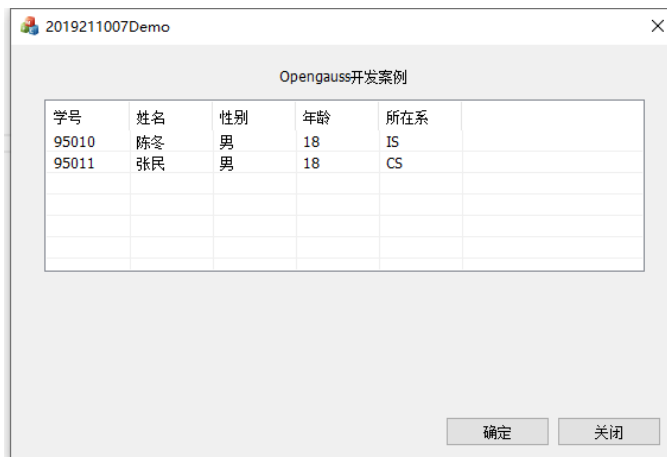 2019211007Demo
Opengauss开发案例
学号 姓名 性别 年龄 所在系
95010 陈冬 男 18 IS
95011 张民 男 18 CS
确定 关闭